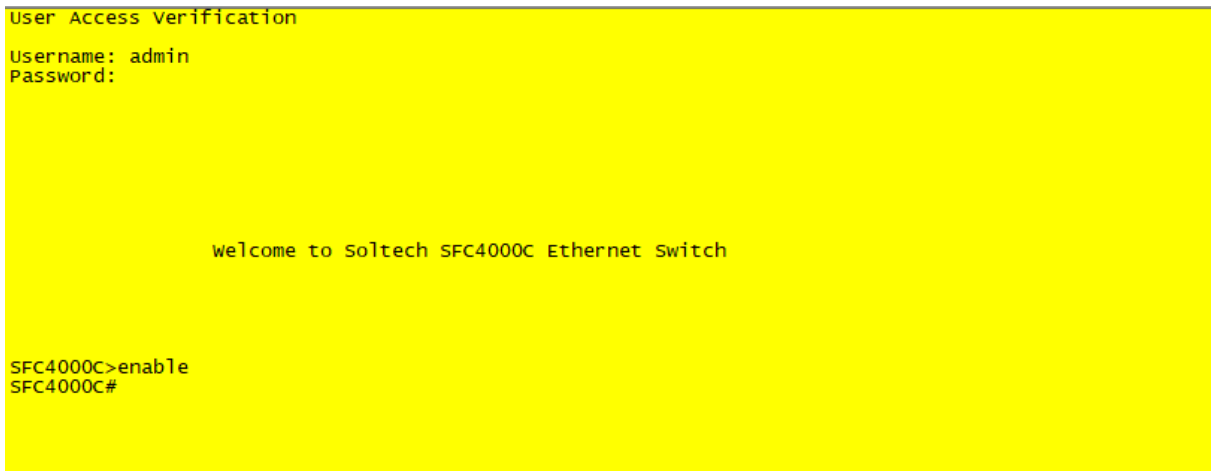 User Access Verification
Username: admin
Password:
Welcome to Soltech SFC4000C Ethernet Switch
SFC4000C>enable
SFC4000C#